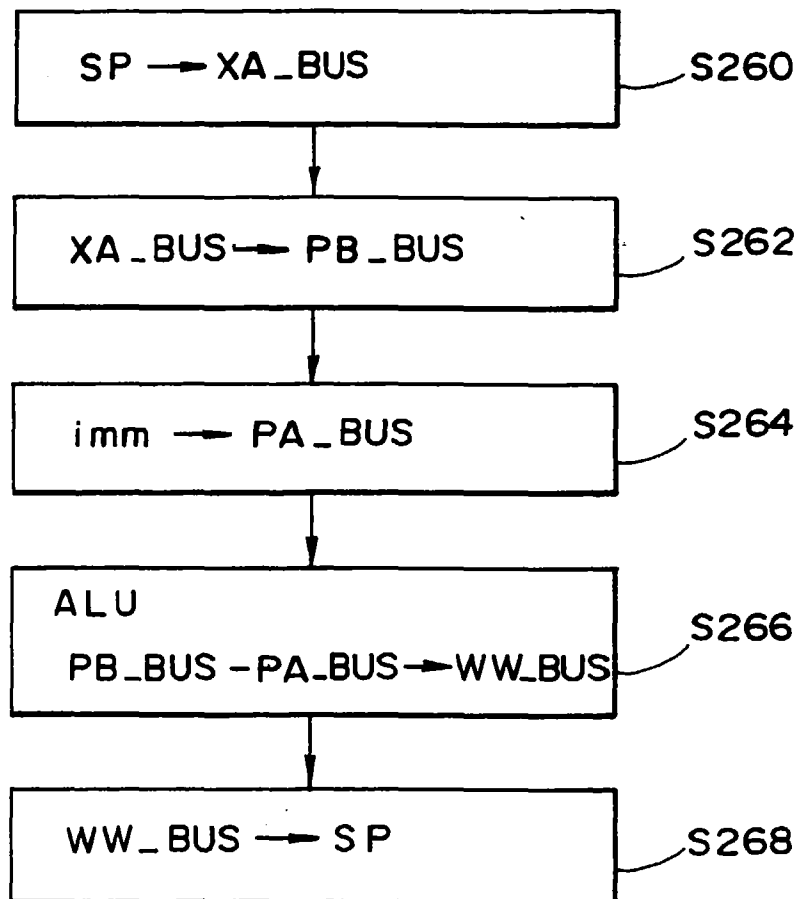 SP → XA_BUS
S260
XA_BUS → PB_BUS
S262
imm → PA_BUS
S264
ALU
PB_BUS - PA_BUS → WW_BUS
S266
WW_BUS → SP
S268